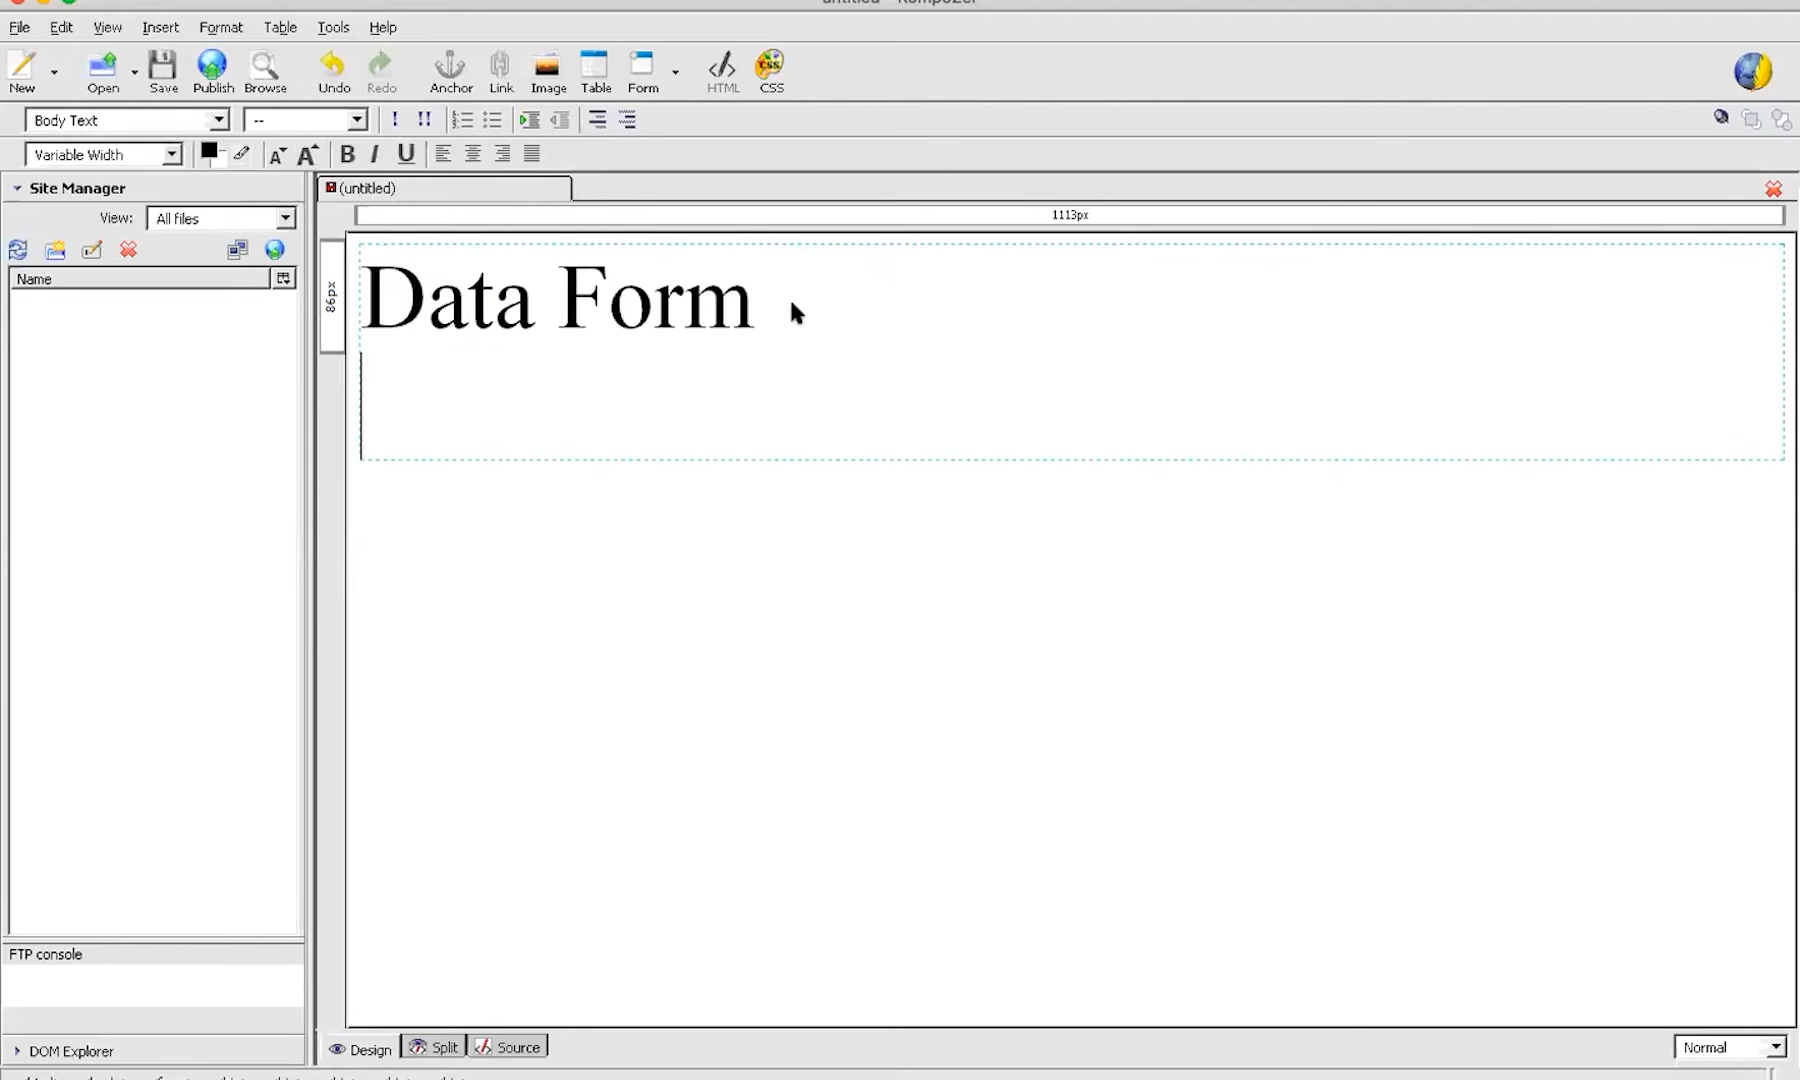 untitled - KompoZer
File Edit View Insert Format Table Tools Help
New Open Save Publish Browse Undo Redo Anchor Link Image Table Form HTML CSS
Body Text --
Variable Width B I U
Site Manager
(untitled)
View: All files
1113px
Name
86px
Data Form
FTP console
DOM Explorer
Design Split Source Normal